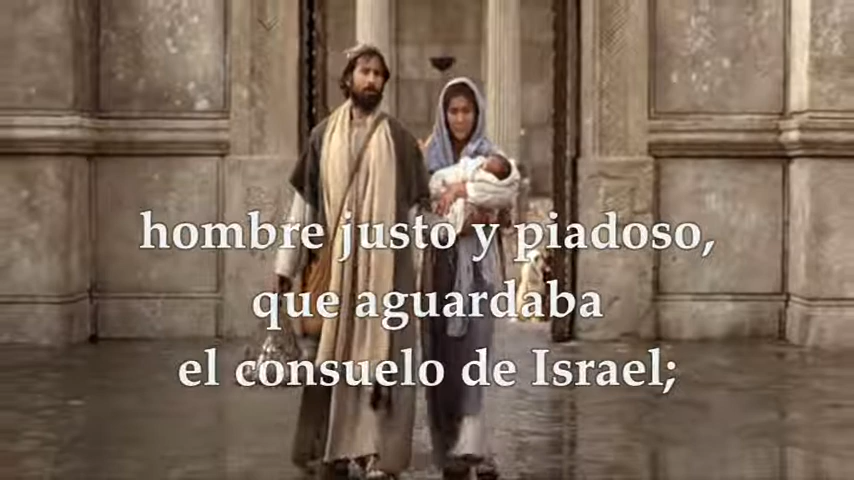 hombre justo y piadoso,
que aguardaba
el consuelo de Israel;